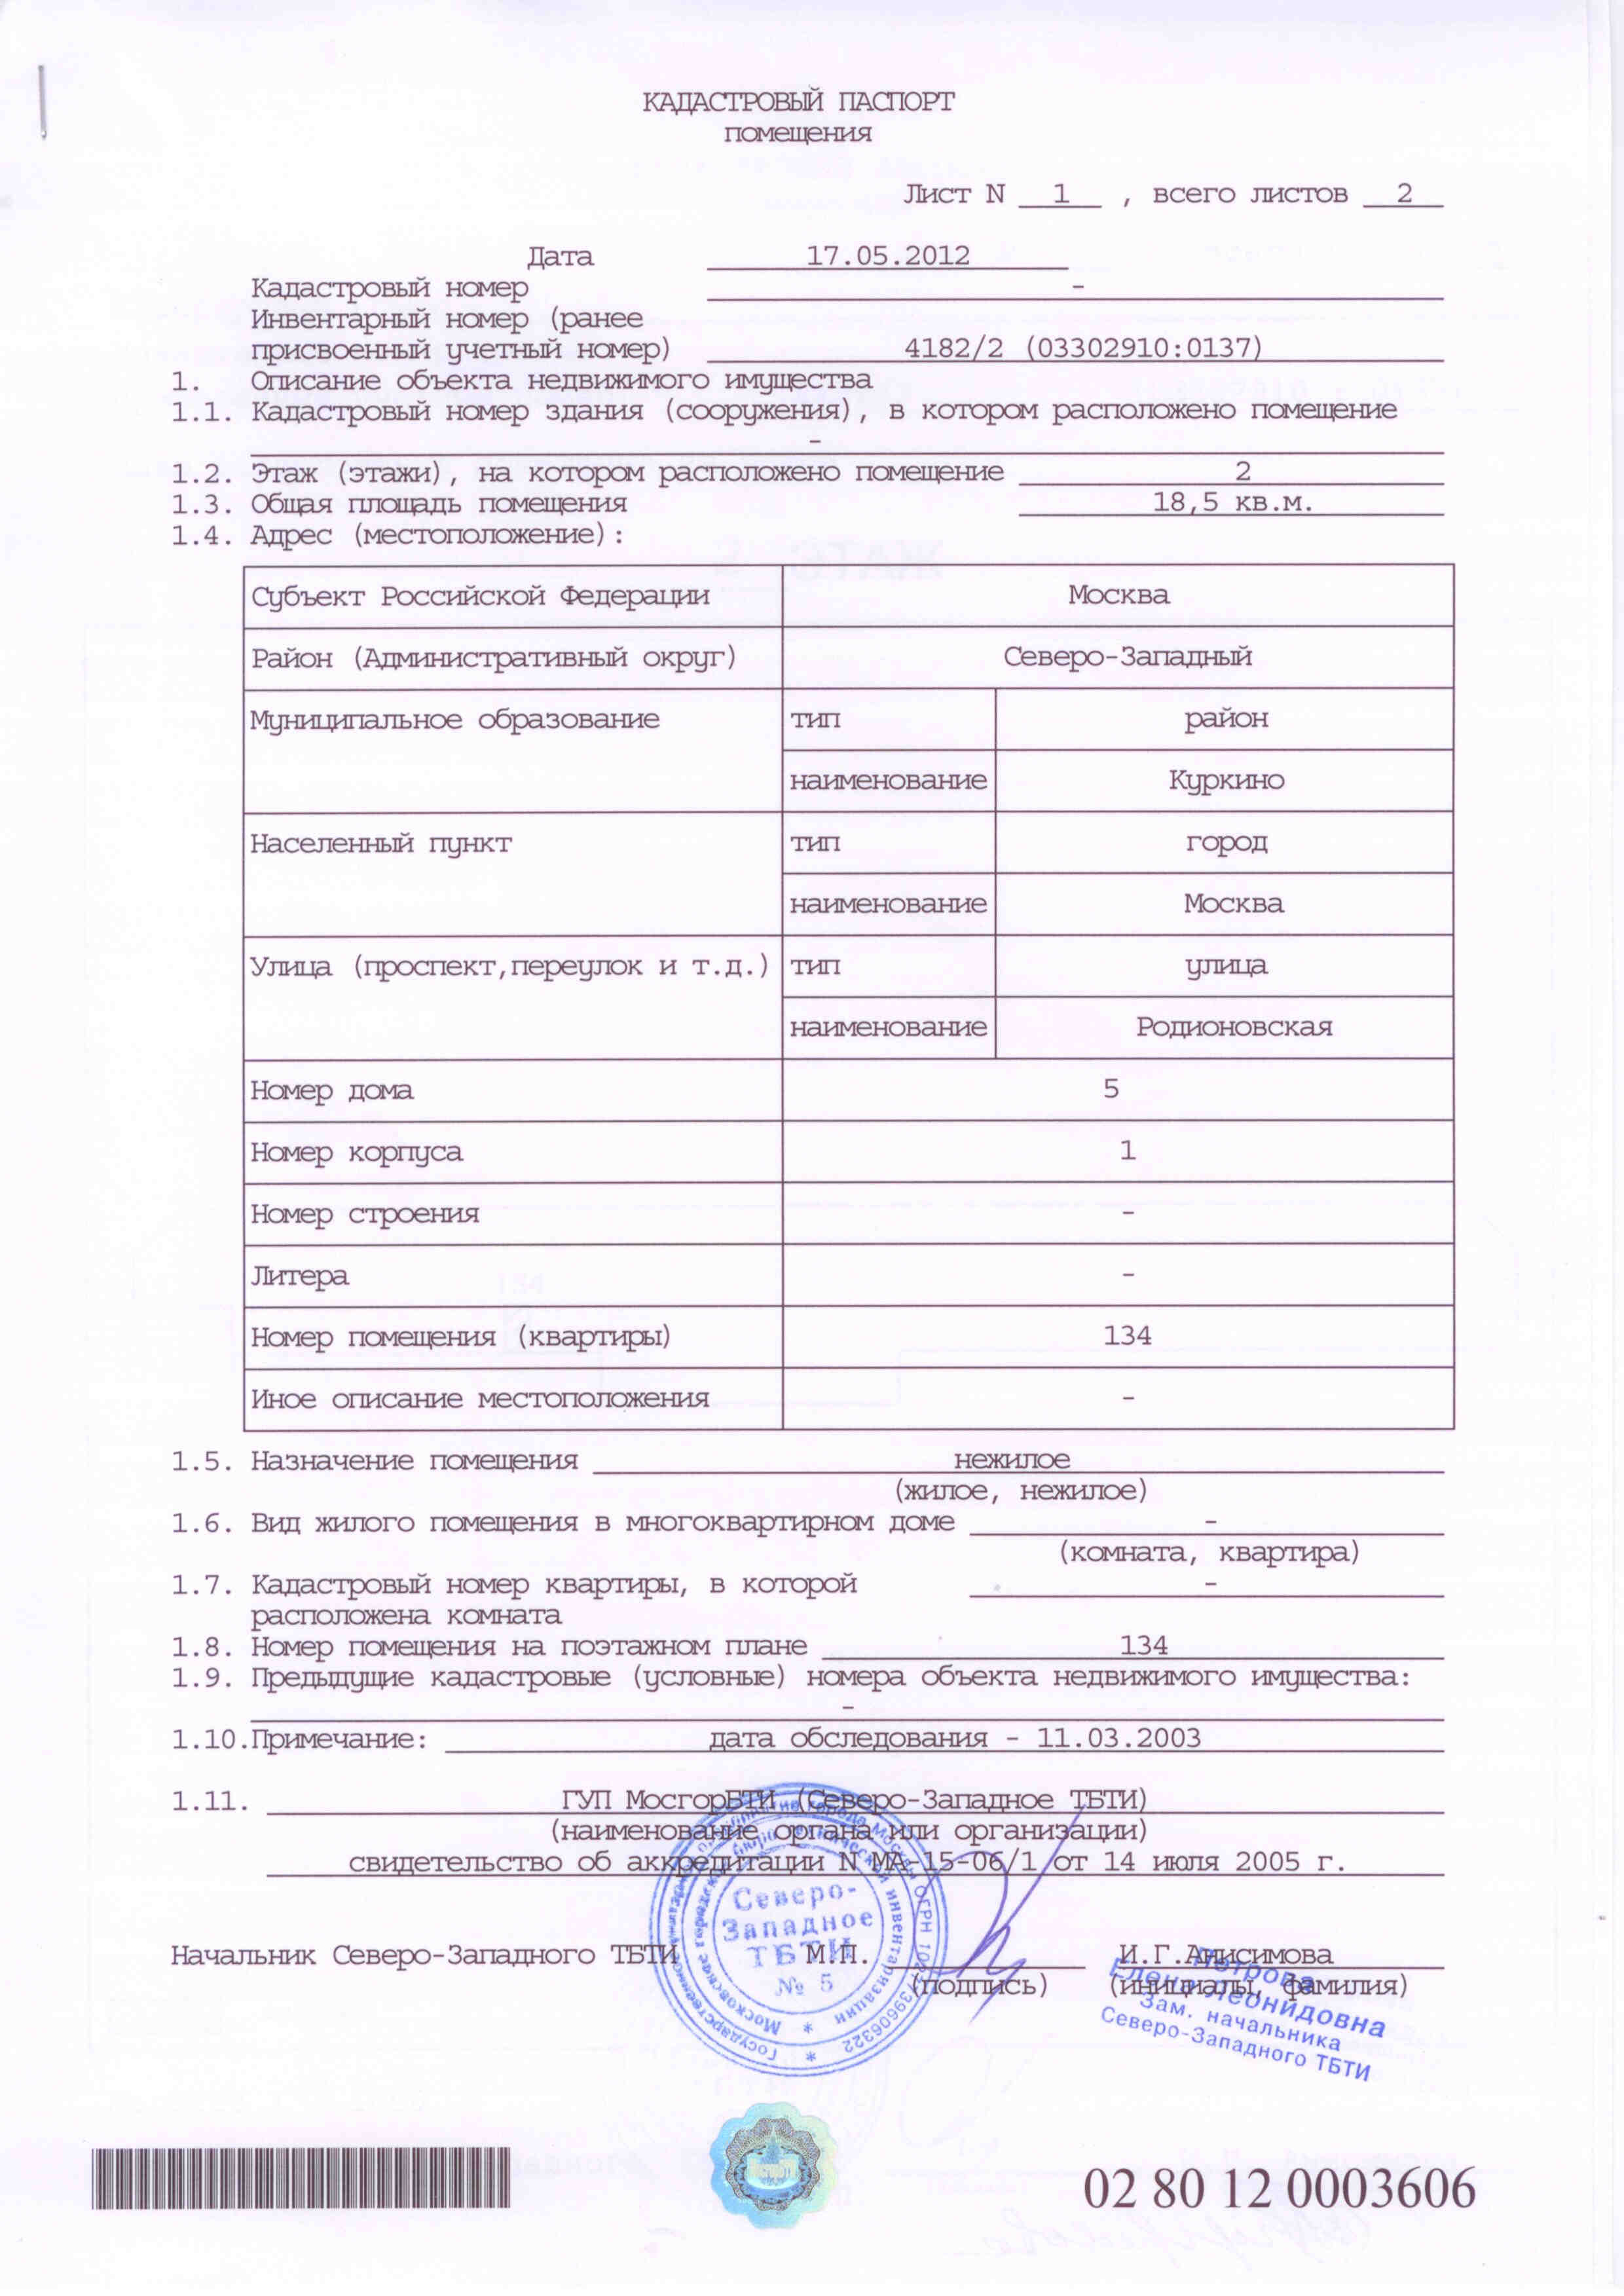 КАДАСТРОВЫЙ ПАСПОРТ
помещения
Лист N 1 , всего листов 2
Дата 17.05.2012
Кадастровый номер -
Инвентарный номер (ранее
присвоенный учетный номер) 4182/2 (03302910:0137)
1. Описание объекта недвижимого имущества
1.1. Кадастровый номер здания (сооружения), в котором расположено помещение
-
1.2. Этаж (этажи), на котором расположено помещение 2
1.3. Общая площадь помещения 18,5 кв.м.
1.4. Адрес (местоположение):
Субъект Российской Федерации Москва
Район (Административный округ) Северо-Западный
Муниципальное образование тип район
наименование Куркино
Населенный пункт тип город
наименование Москва
Улица (проспект,переулок и т.д.) тип улица
наименование Родионовская
Номер дома 5
Номер корпуса 1
Номер строения -
Литера -
Номер помещения (квартиры) 134
Иное описание местоположения -
1.5. Назначение помещения нежилое
(жилое, нежилое)
1.6. Вид жилого помещения в многоквартирном доме -
(комната, квартира)
1.7. Кадастровый номер квартиры, в которой -
расположена комната
1.8. Номер помещения на поэтажном плане 134
1.9. Предыдущие кадастровые (условные) номера объекта недвижимого имущества:
-
1.10.Примечание: дата обследования - 11.03.2003
1.11. ГУП МосгорБТИ (Северо-Западное ТБТИ)
(наименование органа или организации)
свидетельство об аккредитации N МА-15-06/1 от 14 июля 2005 г.
Северо-
Западное
ТБТИ
№ 5
Начальник Северо-Западного ТБТИ М.П. И.Г.Анисимова
(подпись) (инициалы, фамилия)
Петрова
Елена Леонидовна
Зам. начальника
Северо-Западного ТБТИ
02 80 12 0003606